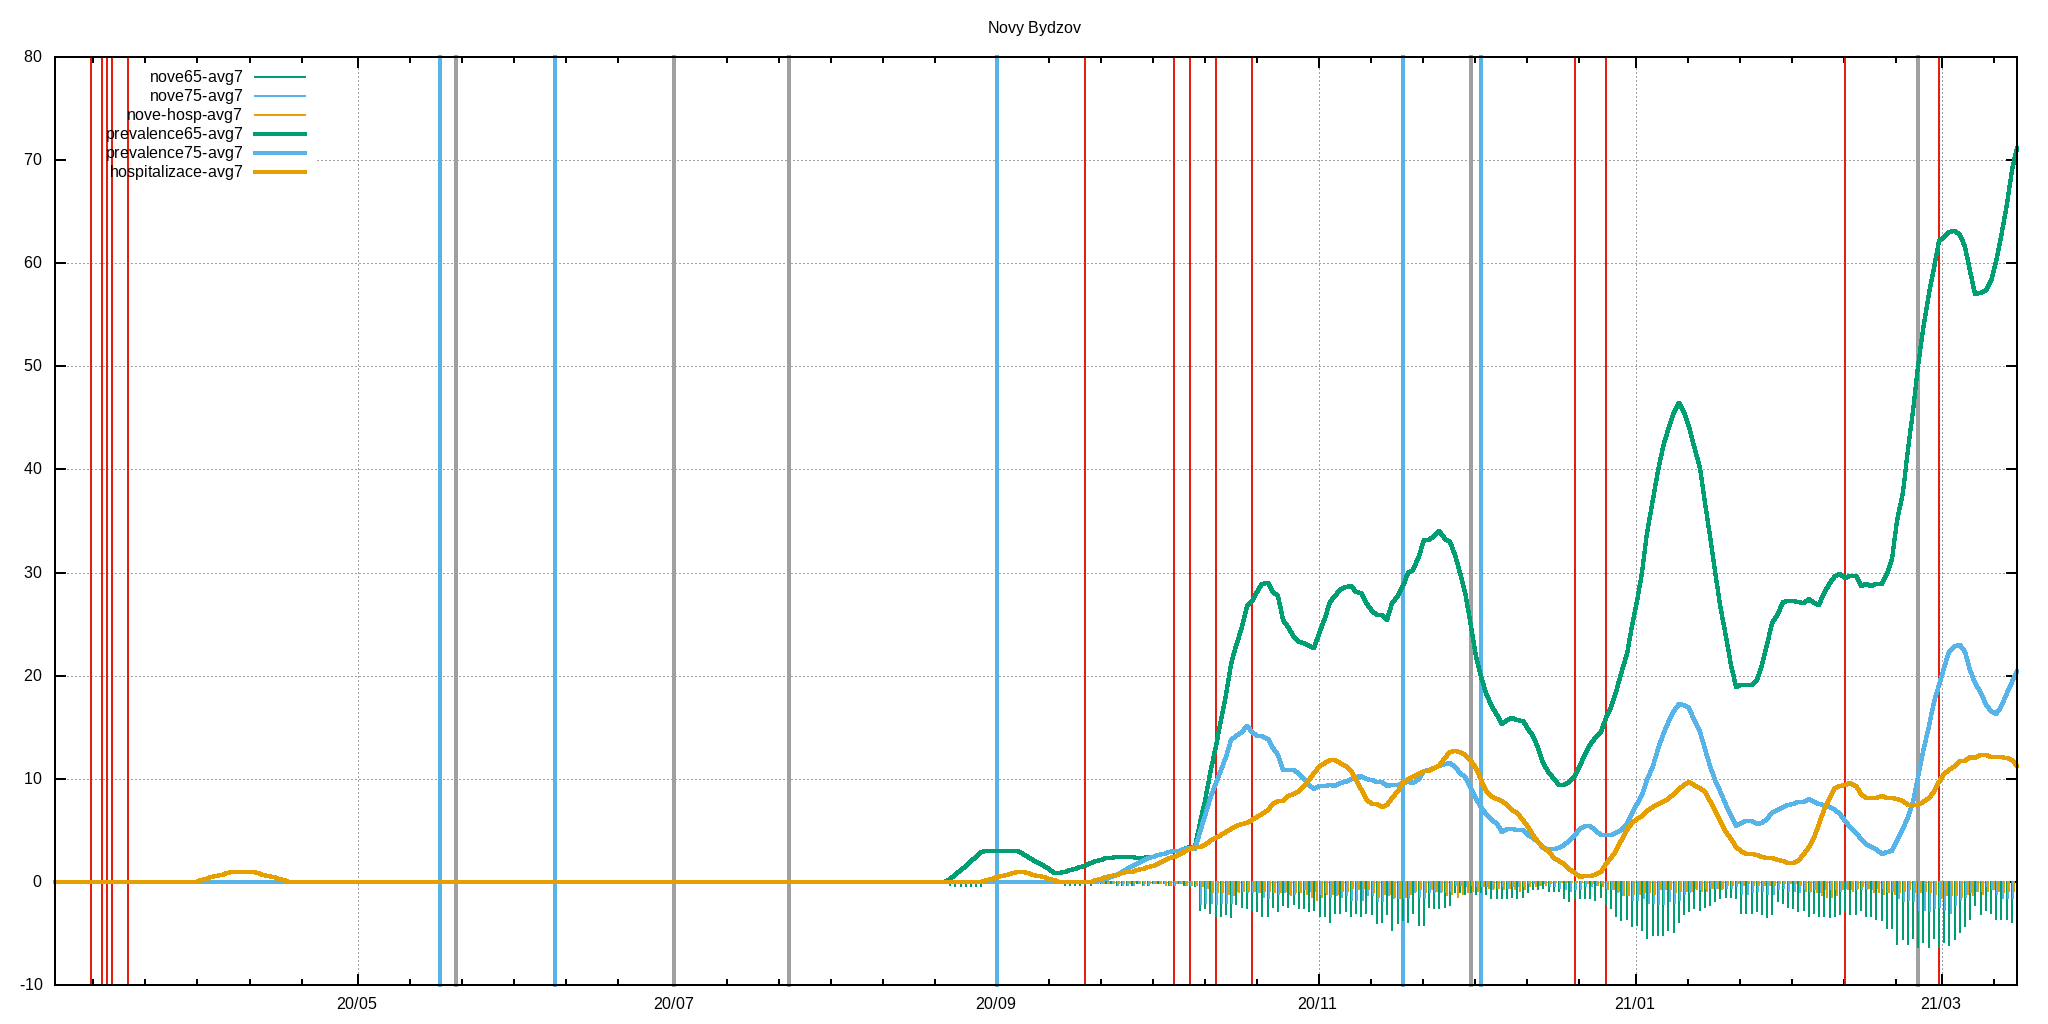 Novy Bydzov
80
70
60
50
40
30
20
10
0
-10
nove65-avg7
nove75-avg7
nove-hosp-avg7
prevalence65-avg7
prevalence75-avg7
hospitalizace-avg7
20/05 20/07 20/09 20/11 21/01 21/03